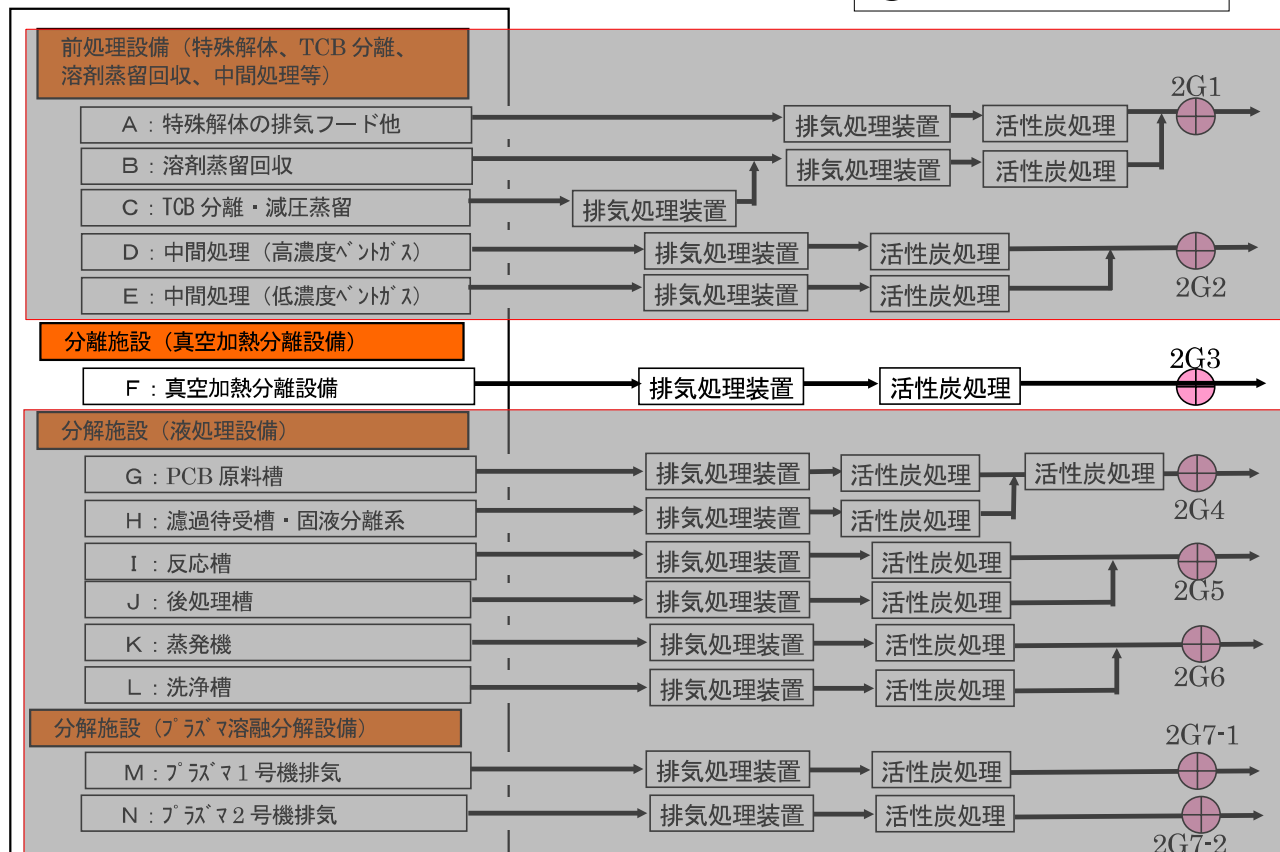 前処理設備（特殊解体、TCB 分離、
溶剤蒸留回収、中間処理等）
2G1
A：特殊解体の排気フード他
排気処理装置
活性炭処理
B：溶剤蒸留回収
排気処理装置
活性炭処理
C：TCB 分離・減圧蒸留
排気処理装置
D：中間処理（高濃度ﾍﾞﾝﾄｶﾞｽ）
排気処理装置
活性炭処理
E：中間処理（低濃度ﾍﾞﾝﾄｶﾞｽ）
排気処理装置
活性炭処理
2G2
分離施設（真空加熱分離設備）
2G3
F：真空加熱分離設備
排気処理装置
活性炭処理
分解施設（液処理設備）
G：PCB 原料槽
排気処理装置
活性炭処理
活性炭処理
2G4
H：濾過待受槽・固液分離系
排気処理装置
活性炭処理
I：反応槽
排気処理装置
活性炭処理
2G5
J：後処理槽
排気処理装置
活性炭処理
K：蒸発機
排気処理装置
活性炭処理
2G6
L：洗浄槽
排気処理装置
活性炭処理
分解施設（ﾌﾟﾗｽﾞﾏ溶融分解設備）
2G7-1
M：ﾌﾟﾗｽﾞﾏ１号機排気
排気処理装置
活性炭処理
N：ﾌﾟﾗｽﾞﾏ２号機排気
排気処理装置
活性炭処理
2G7-2